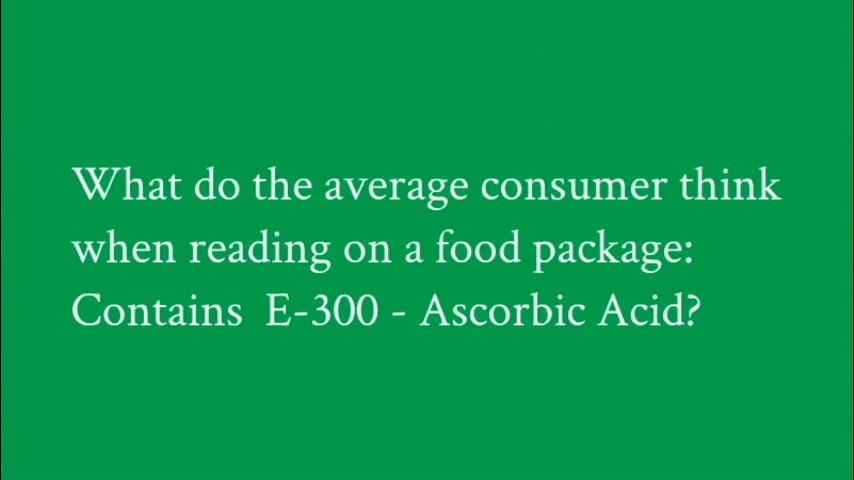 What do the average consumer think
when reading on a food package:
Contains  E-300 - Ascorbic Acid?